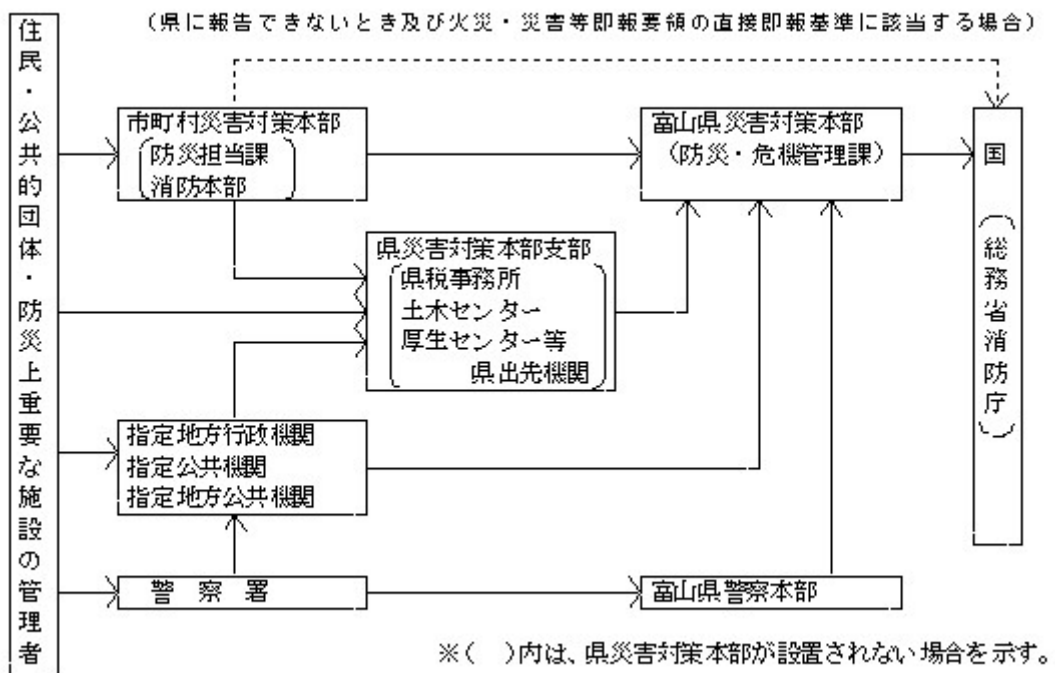 （県に報告できないとき及び火災・災害等即報要領の直接即報基準に該当する場合）
住民・公共的団体・防災上重要な施設の管理者
市町村災害対策本部
（防災担当課
消防本部）
富山県災害対策本部
（防災・危機管理課）
国
（総務省消防庁）
県災害対策本部支部
（県税事務所
土木センター
厚生センター等
県出先機関）
指定地方行政機関
指定公共機関
指定地方公共機関
警察署
富山県警察本部
※（　）内は、県災害対策本部が設置されない場合を示す。